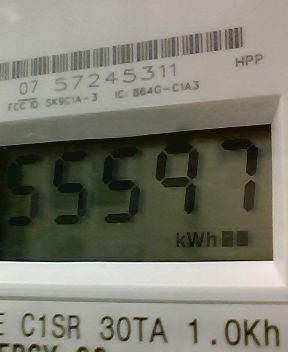 HPP
07 57245311
FCC ID: SK9C1A-3 IC: 864G-C1A3
55597
kWh
C1SR 30TA 1.0Kh